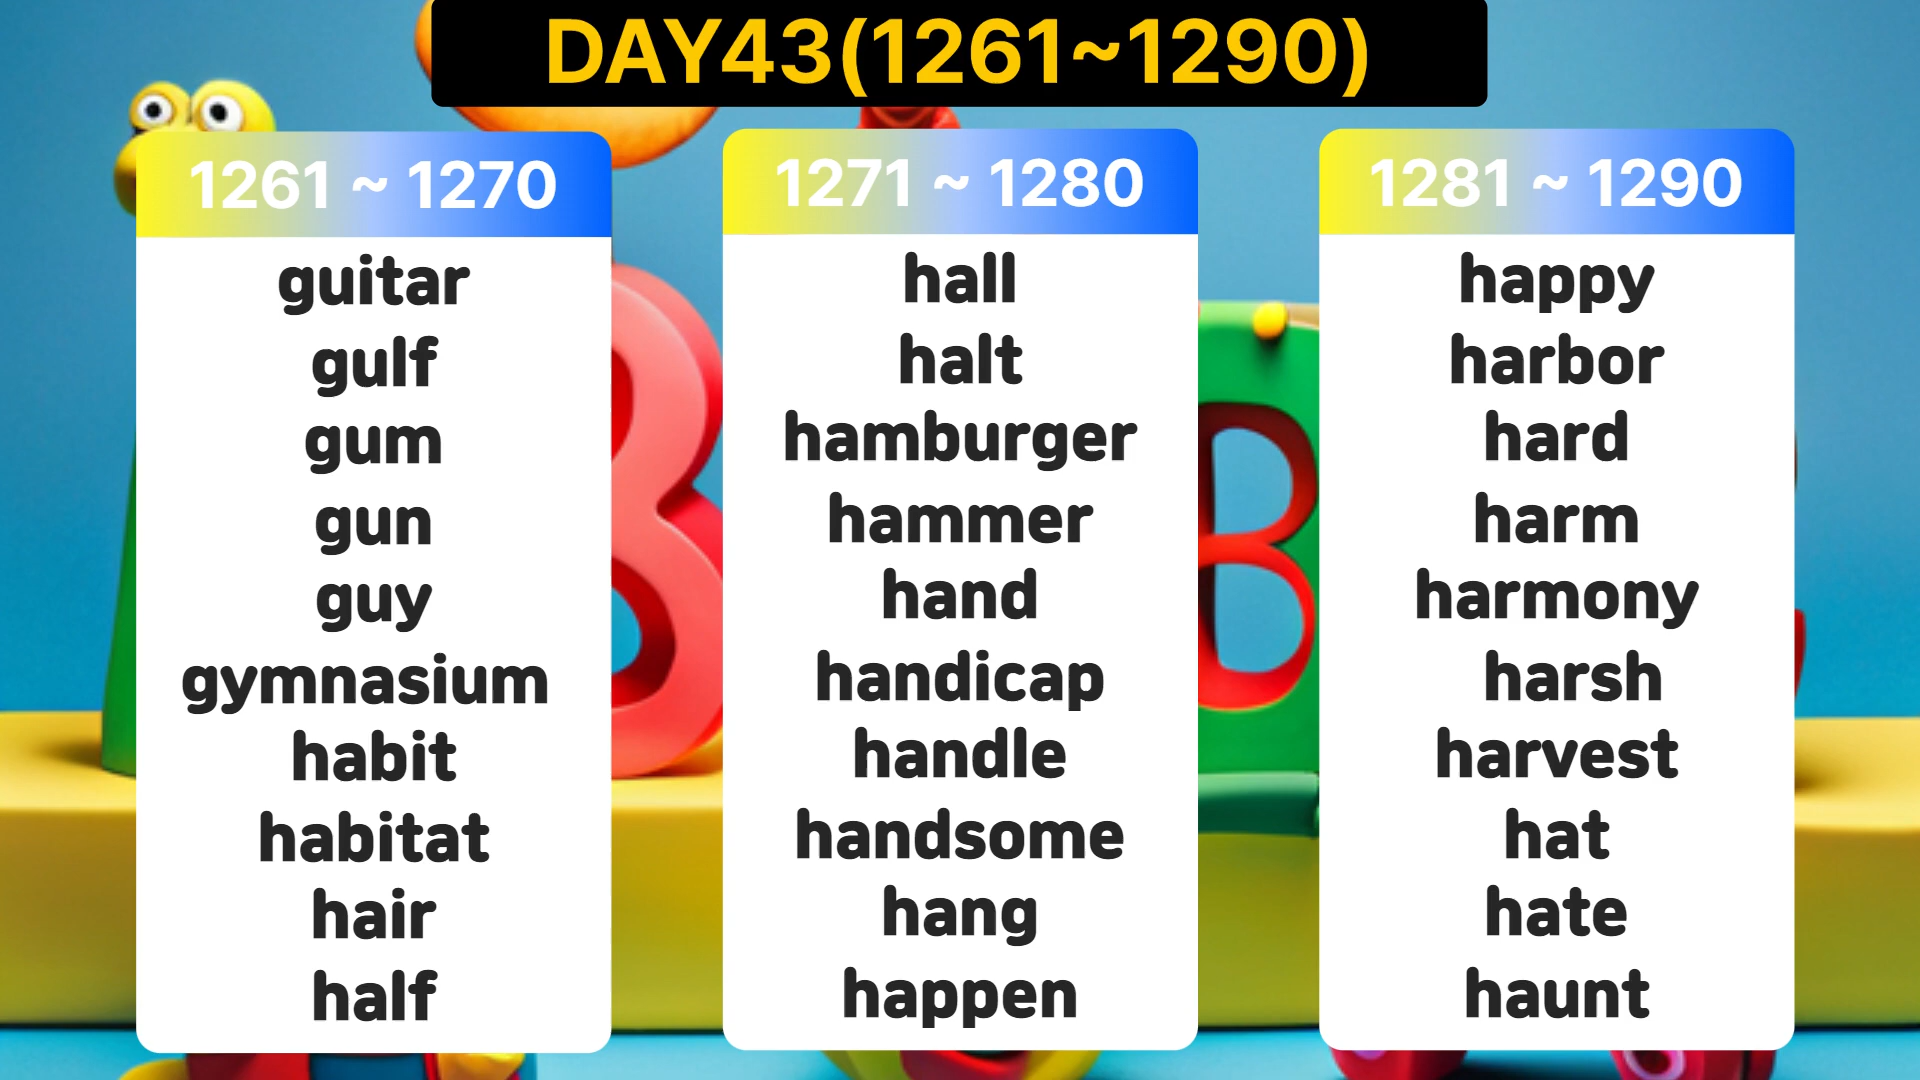 DAY43(1261~1290)
1261 ~ 1270
guitar
gulf
gum
gun
guy
gymnasium
habit
habitat
hair
half
1271 ~ 1280
hall
halt
hamburger
hammer
hand
handicap
handle
handsome
hang
happen
1281 ~ 1290
happy
harbor
hard
harm
harmony
harsh
harvest
hat
hate
haunt